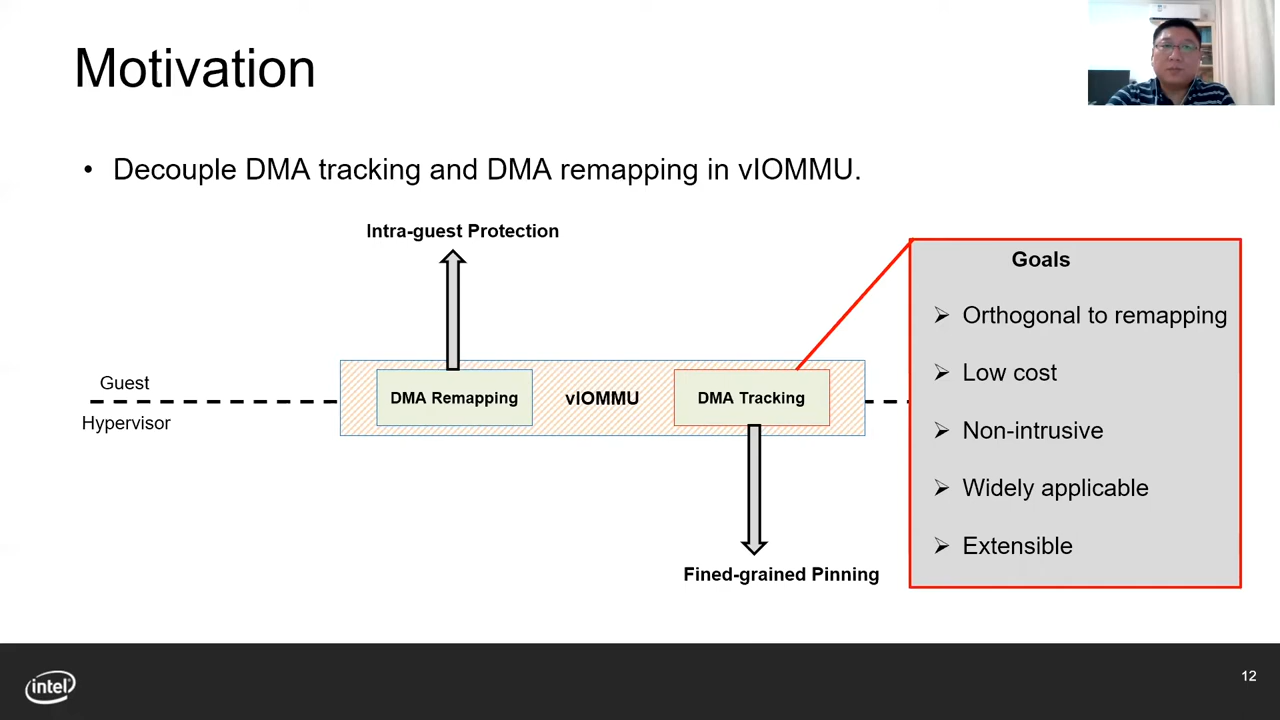 Motivation
• Decouple DMA tracking and DMA remapping in vIOMMU.
Intra-guest Protection
Guest
Hypervisor
DMA Remapping
vIOMMU
DMA Tracking
Fined-grained Pinning
Goals
➢ Orthogonal to remapping
➢ Low cost
➢ Non-intrusive
➢ Widely applicable
➢ Extensible
intel
12